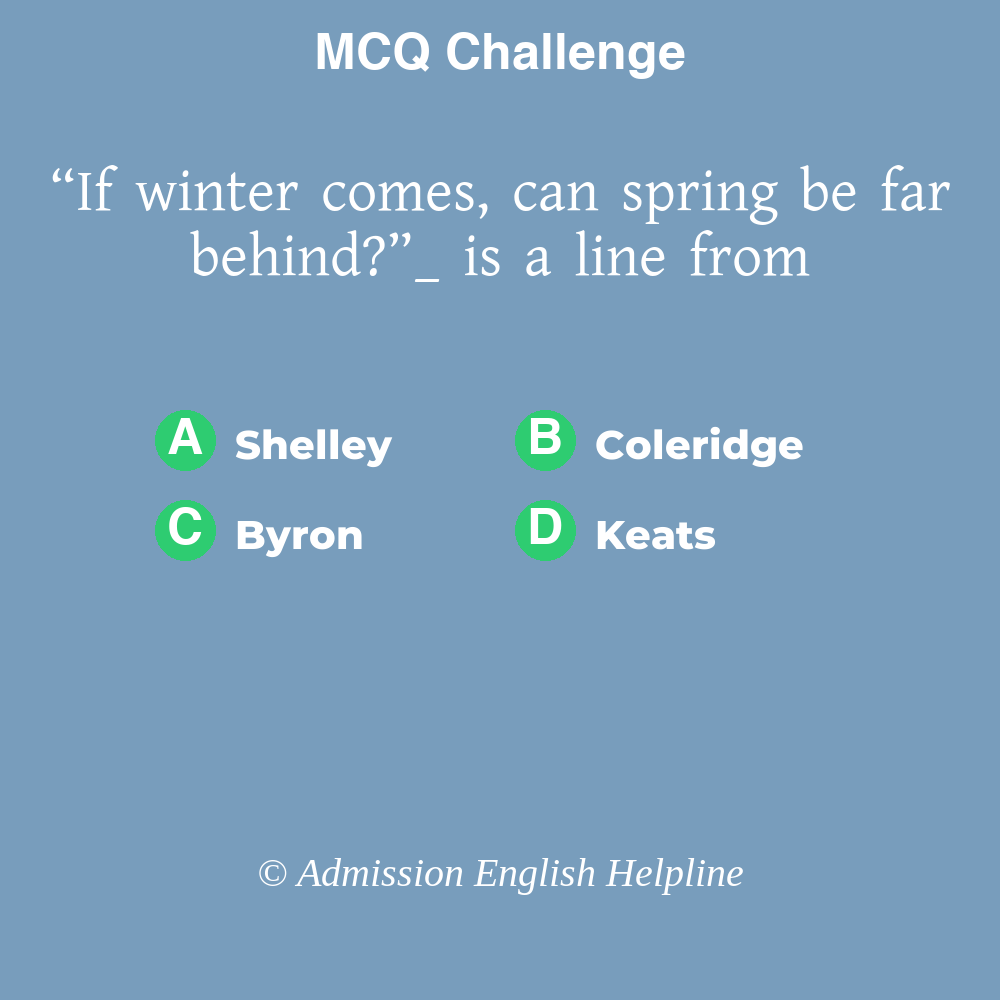 MCQ Challenge
“If winter comes, can spring be far
behind?”_ is a line from
A Shelley B Coleridge
C Byron D Keats
© Admission English Helpline